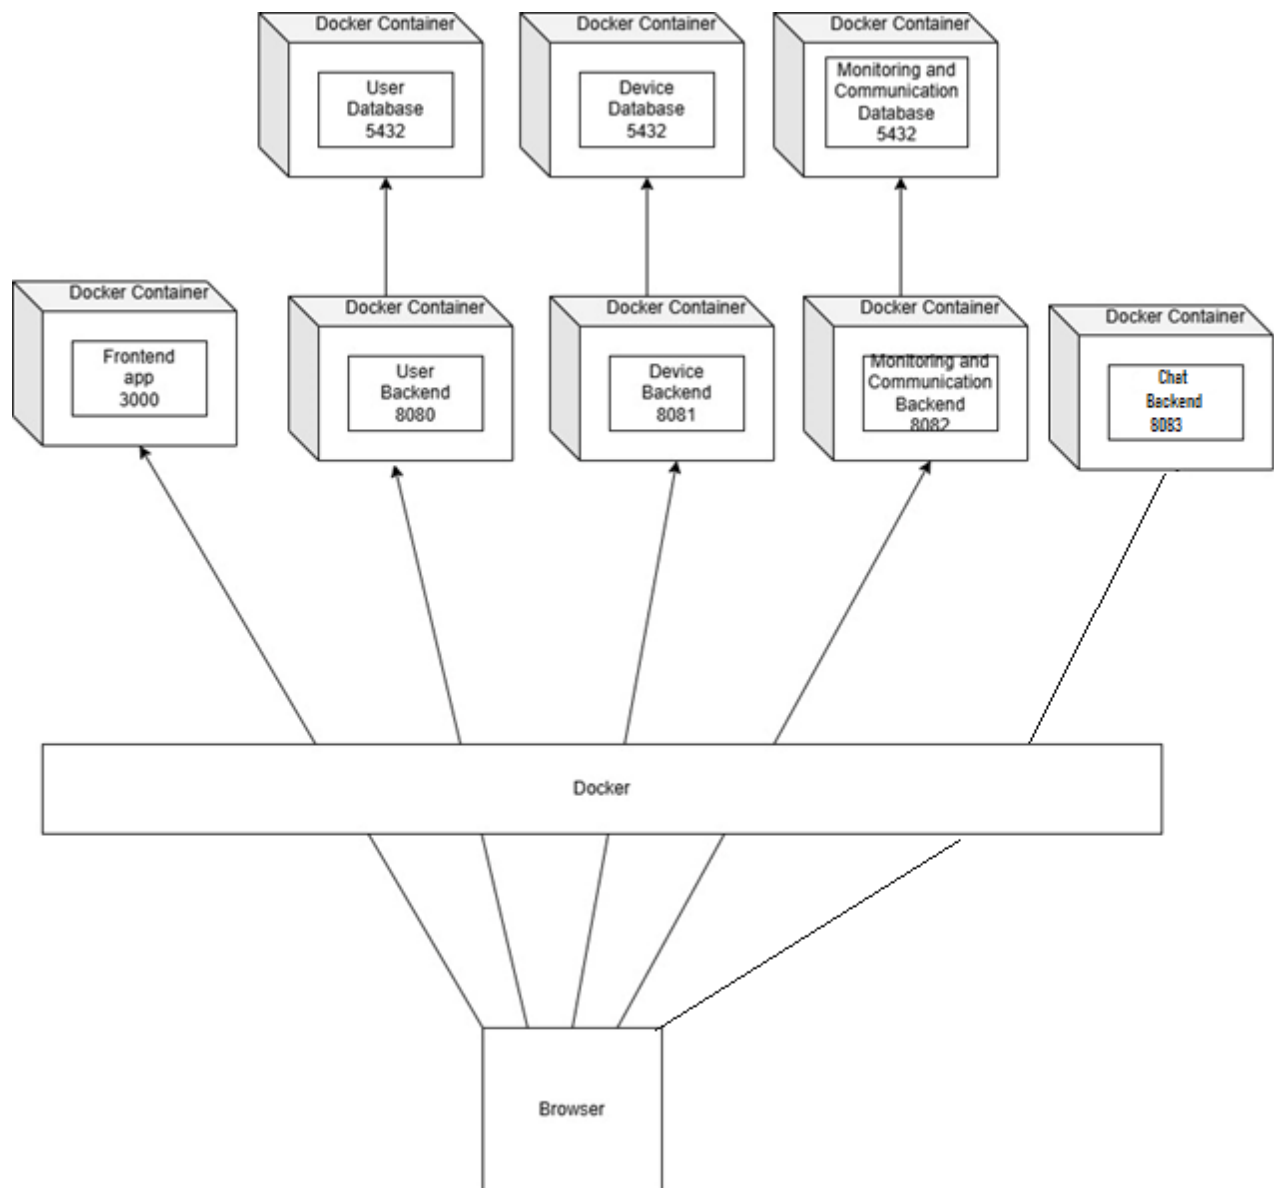 Docker Container
User
Database
5432
Docker Container
Device
Database
5432
Docker Container
Monitoring and
Communication
Database
5432
Docker Container
Frontend
app
3000
Docker Container
User
Backend
8080
Docker Container
Device
Backend
8081
Docker Container
Monitoring and
Communication
Backend
8082
Docker Container
Chat
Backend
8083
Docker
Browser